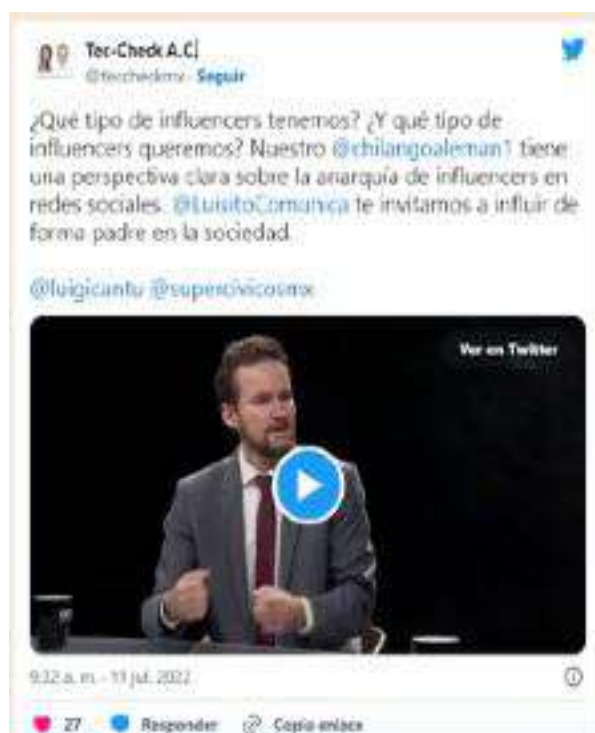 Tec-Check A.C.
@teccheckmx · Seguir
¿Qué tipo de influencers tenemos? ¿Y qué tipo de
influencers queremos? Nuestro @chilangoaleman1 tiene
una perspectiva clara sobre la anarquía de influencers en
redes sociales. @LuisitoComunica te invitamos a influir de
forma padre en la sociedad.
@luigicantu @supercivicosmx
Ver en Twitter
9:32 a. m. · 11 jul. 2022
27 Responder Copia enlace